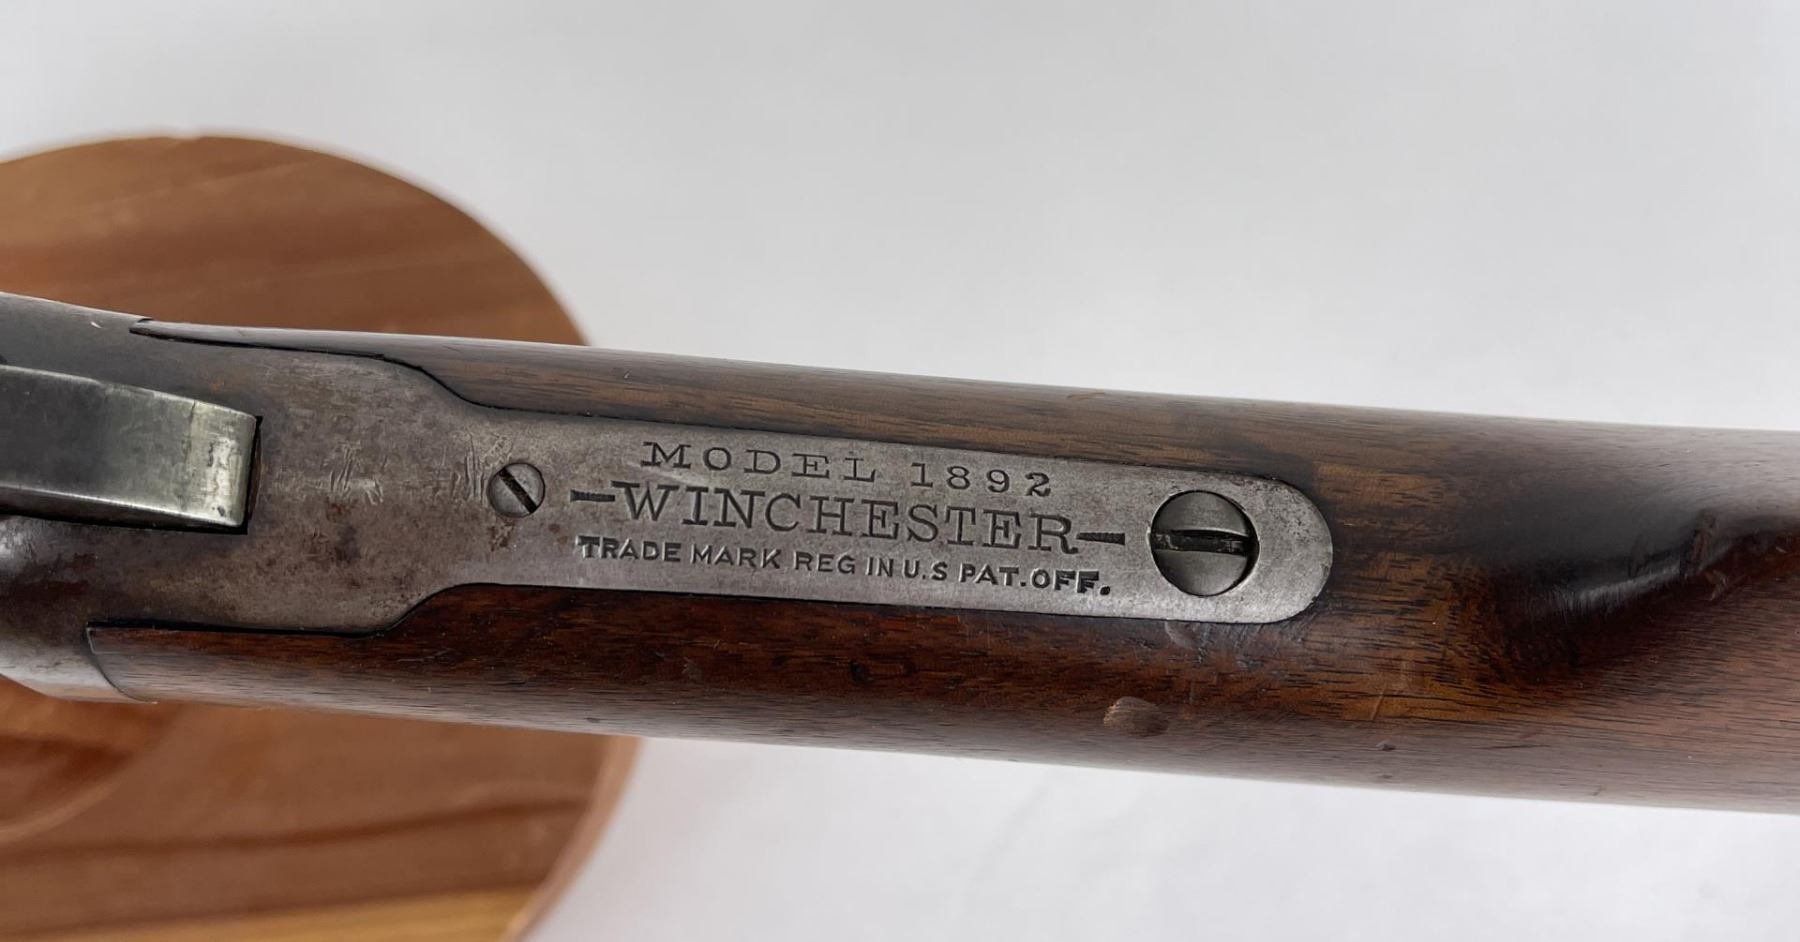 MODEL 1892
-WINCHESTER-
TRADE MARK REG IN U.S PAT. OFF.